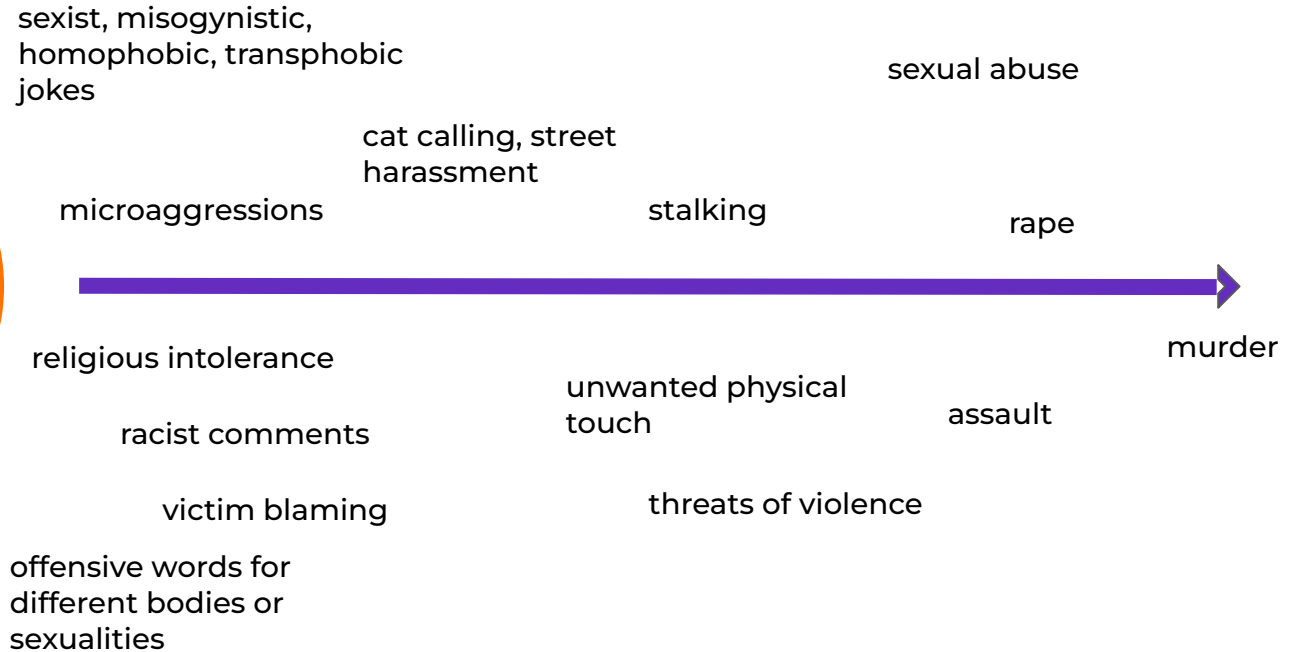 sexist, misogynistic,
homophobic, transphobic
jokes
sexual abuse
cat calling, street
harassment
microaggressions
stalking
rape
religious intolerance
murder
unwanted physical
touch
assault
racist comments
victim blaming
threats of violence
offensive words for
different bodies or
sexualities